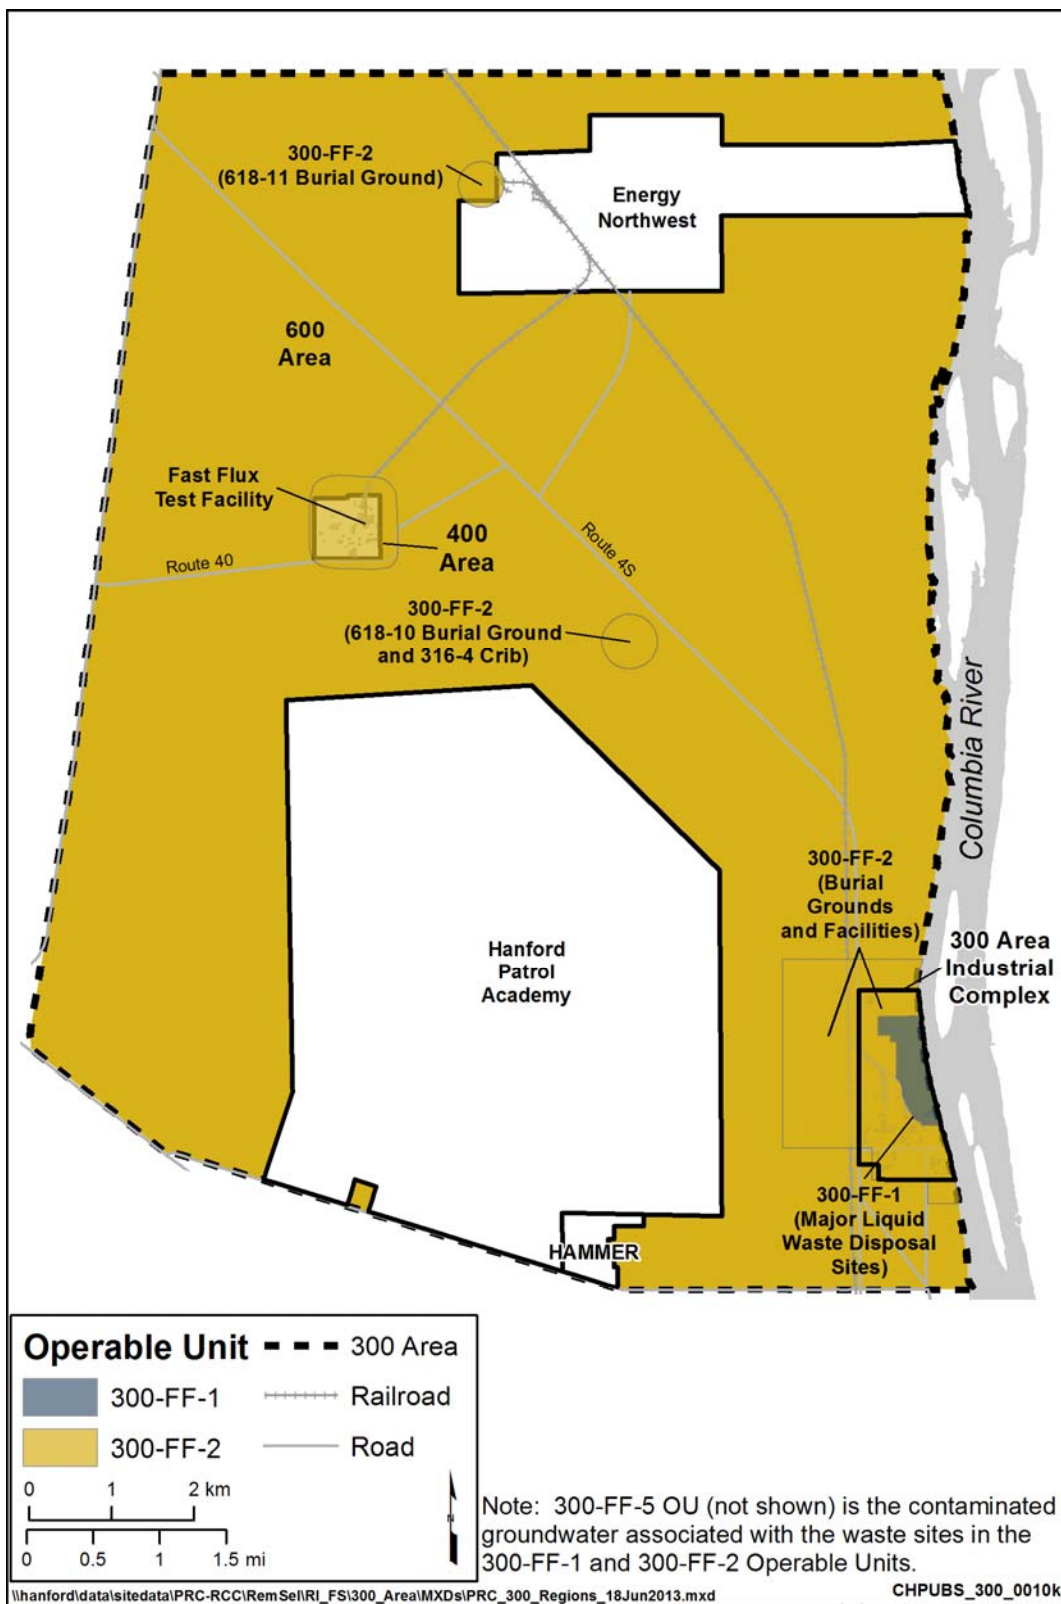 300-FF-2
(618-11 Burial Ground)
Energy
Northwest
600
Area
Fast Flux
Test Facility
400
Area
Route 40
Route 4S
300-FF-2
(618-10 Burial Ground
and 316-4 Crib)
Columbia River
300-FF-2
(Burial
Grounds
and Facilities)
300 Area
Industrial
Complex
Hanford
Patrol
Academy
300-FF-1
(Major Liquid
Waste Disposal
Sites)
HAMMER
Operable Unit
300-FF-1
300-FF-2
300 Area
Railroad
Road
0 1 2 km
0 0.5 1 1.5 mi
N
Note: 300-FF-5 OU (not shown) is the contaminated
groundwater associated with the waste sites in the
300-FF-1 and 300-FF-2 Operable Units.
\\hanford\data\sitedata\PRC-RCC\RemSel\RI_FS\300_Area\MXDs\PRC_300_Regions_18Jun2013.mxd
CHPUBS_300_0010k